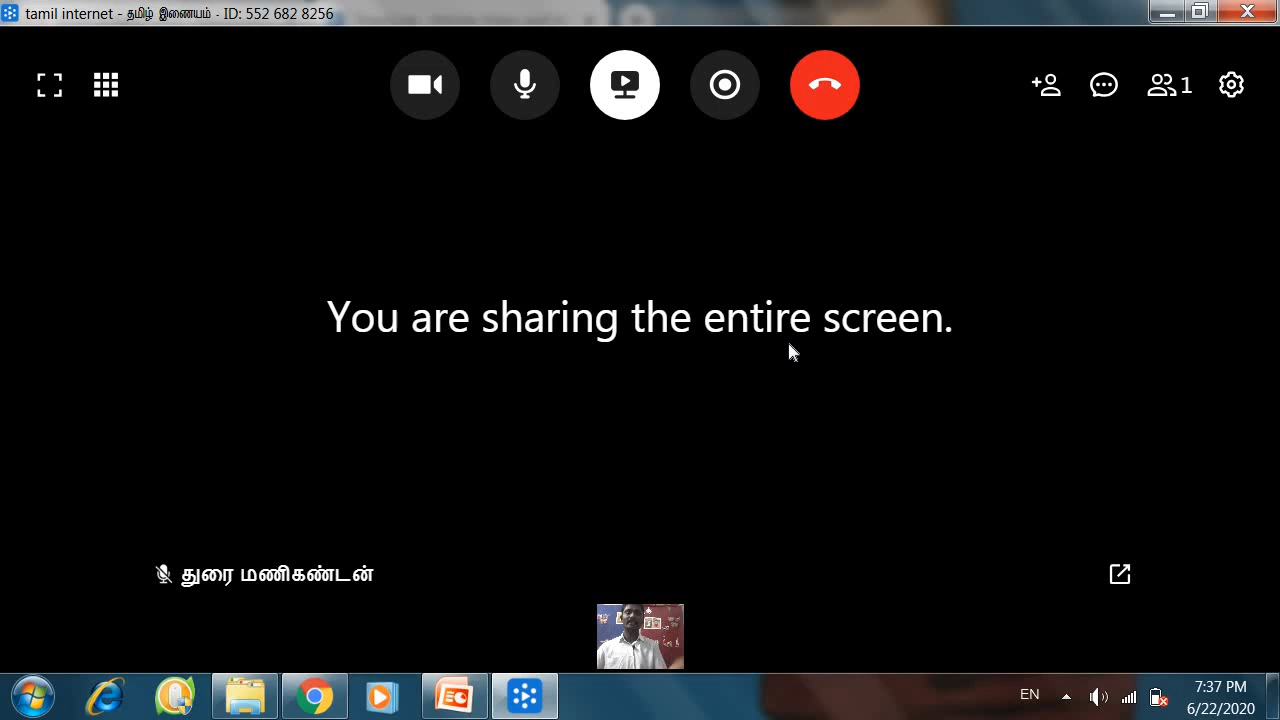 tamil internet - தமிழ் இணையம் - ID: 552 682 8256
1
You are sharing the entire screen.
துரை மணிகண்டன்
EN
7:37 PM
6/22/2020